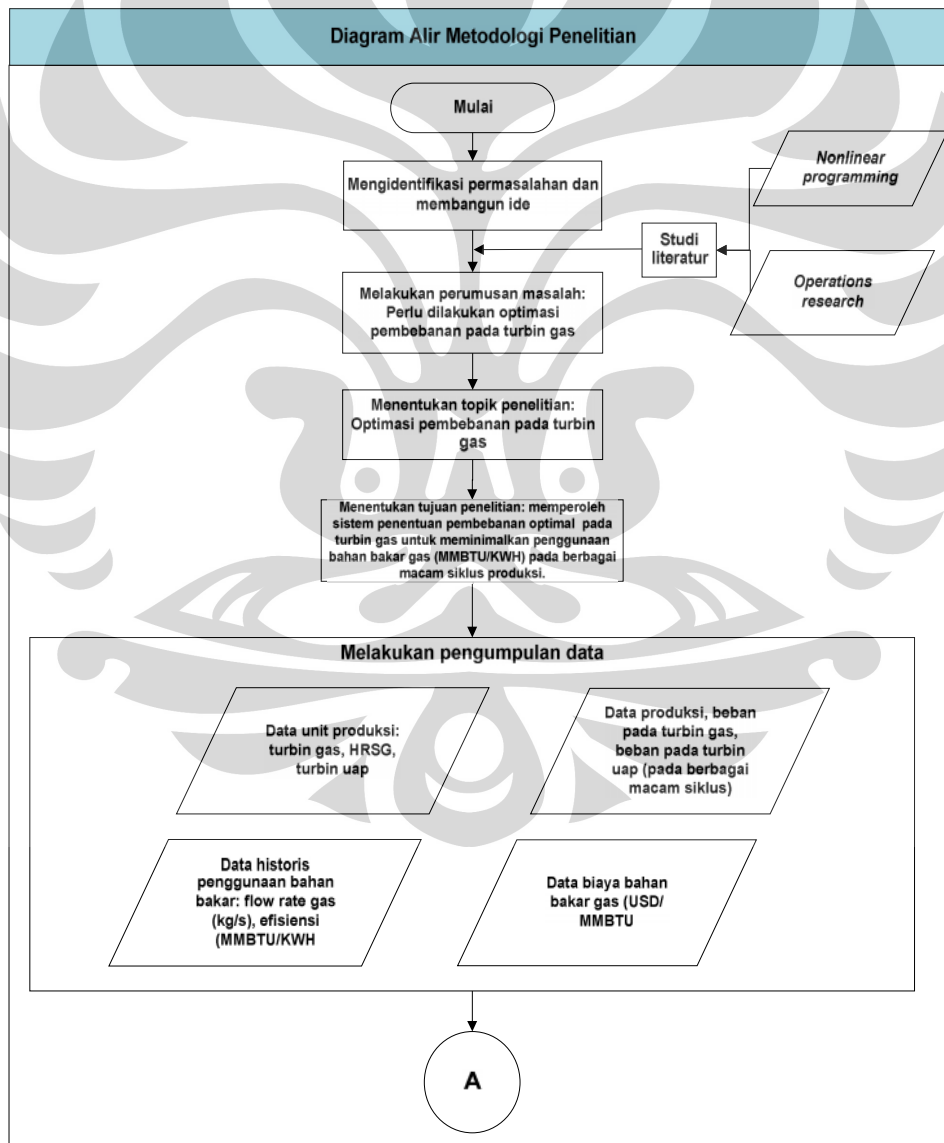 Diagram Alir Metodologi Penelitian
Mulai
Mengidentifikasi permasalahan dan
membangun ide
Nonlinear
programming
Studi
literatur
Operations
research
Melakukan perumusan masalah:
Perlu dilakukan optimasi
pembebanan pada turbin gas
Menentukan topik penelitian:
Optimasi pembebanan pada turbin
gas
Menentukan tujuan penelitian: memperoleh
sistem penentuan pembebanan optimal pada
turbin gas untuk meminimalkan penggunaan
bahan bakar gas (MMBTU/KWH) pada berbagai
macam siklus produksi.
Melakukan pengumpulan data
Data unit produksi:
turbin gas, HRSG,
turbin uap
Data produksi, beban
pada turbin gas,
beban pada turbin
uap (pada berbagai
macam siklus)
Data historis
penggunaan bahan
bakar: flow rate gas
(kg/s), efisiensi
(MMBTU/KWH
Data biaya bahan
bakar gas (USD/
MMBTU
A